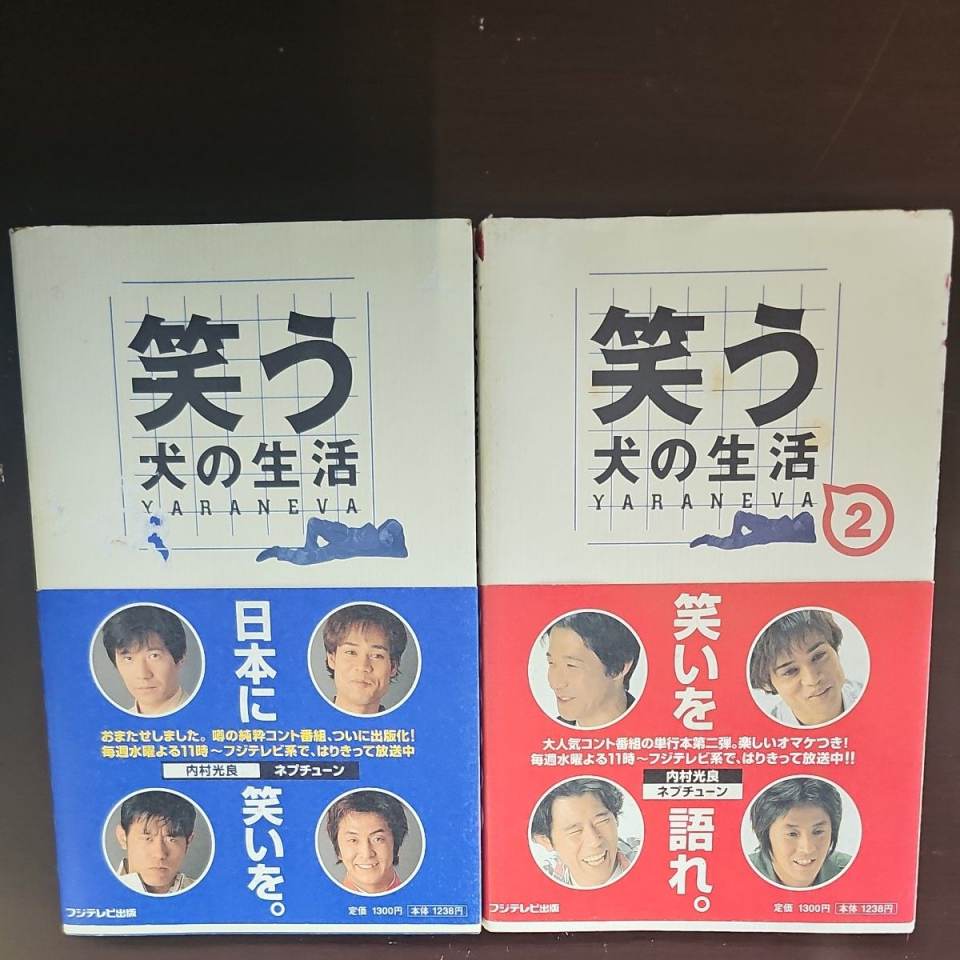 笑う
犬の生活
YARANEVA
日本に
おまたせしました。噂の純粋コント番組、ついに出版化!
毎週水曜よる11時〜フジテレビ系で、はりきって放送中
内村光良 ネプチューン
笑いを。
フジテレビ出版
定価 1300円 本体 1238円
笑う
犬の生活
YARANEVA
2
笑いを
大人気コント番組の単行本第二弾。楽しいオマケつき!
毎週水曜よる11時〜フジテレビ系で、はりきって放送中!!
内村光良
ネプチューン
語れ。
フジテレビ出版
定価 1300円 本体 1238円